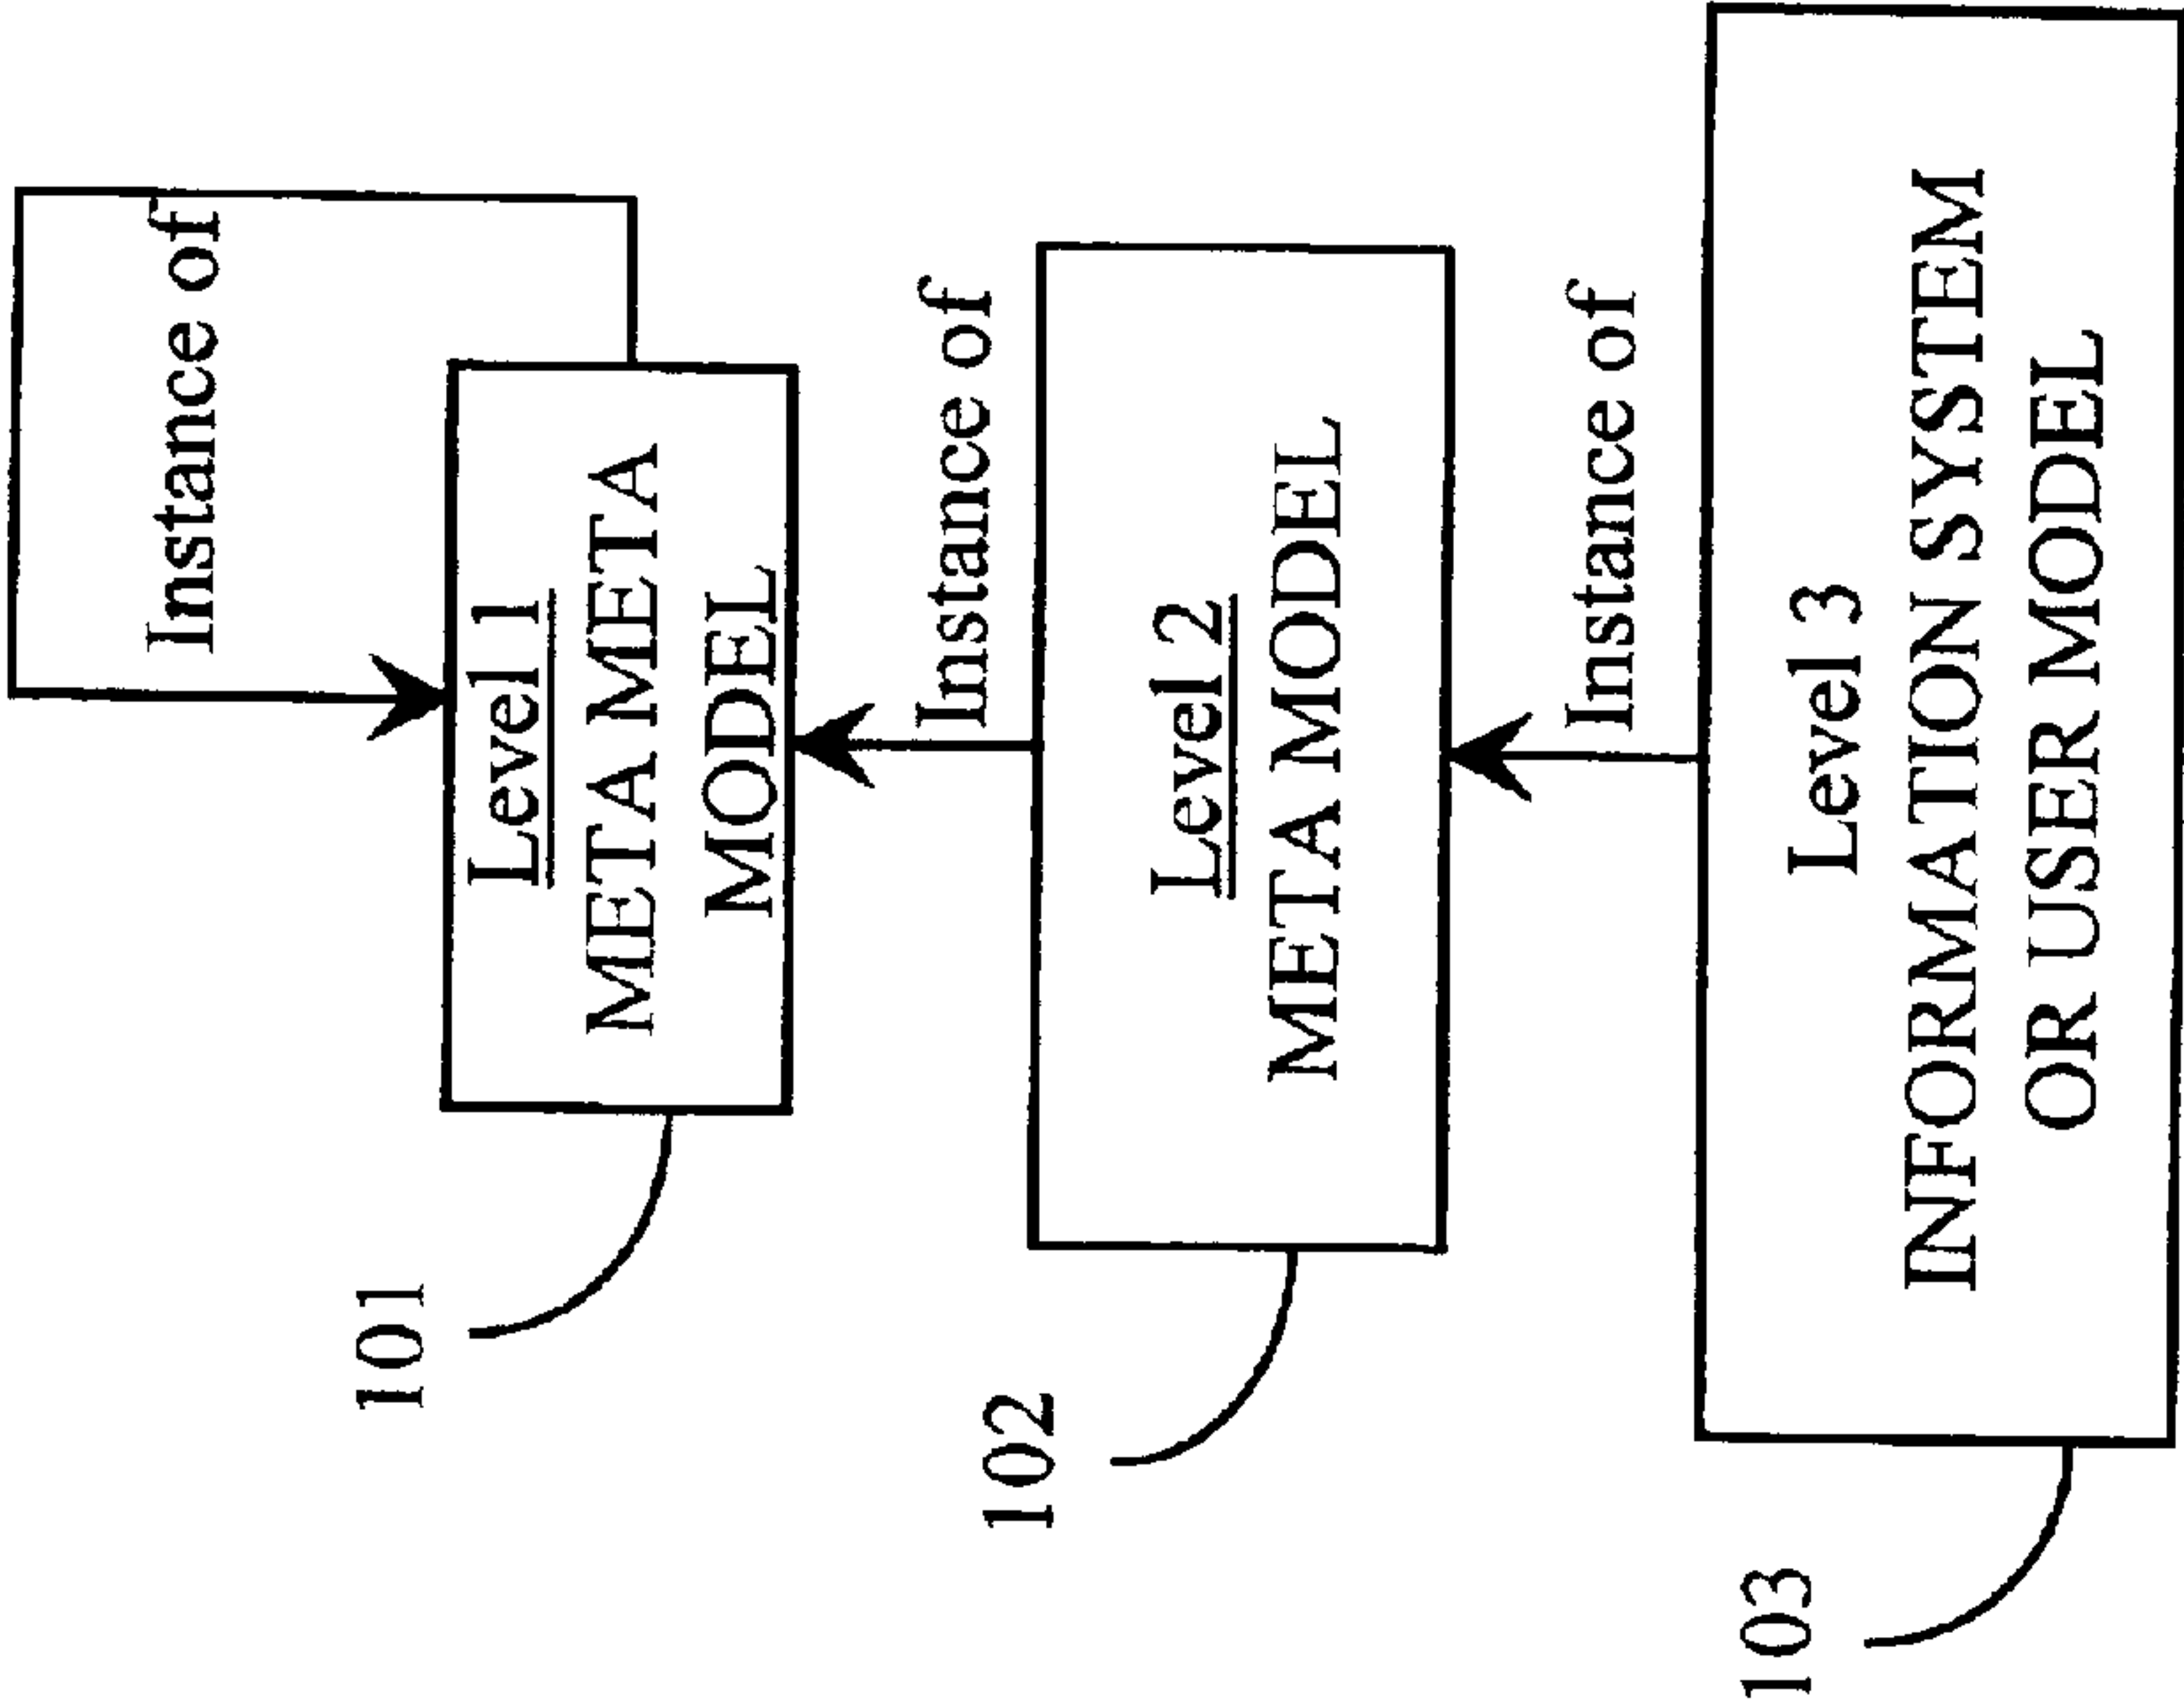 Instance of
101
Level 1
META META
MODEL
Instance of
102
Level 2
META MODEL
Instance of
103
Level 3
INFORMATION SYSTEM
OR USER MODEL